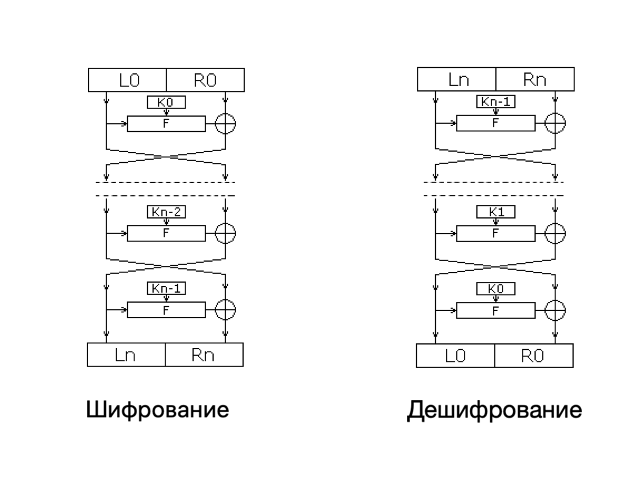 L0 R0
K0
F
Kn-2
F
Kn-1
F
Ln Rn
Шифрование
Ln Rn
Kn-1
F
K1
F
K0
F
L0 R0
Дешифрование